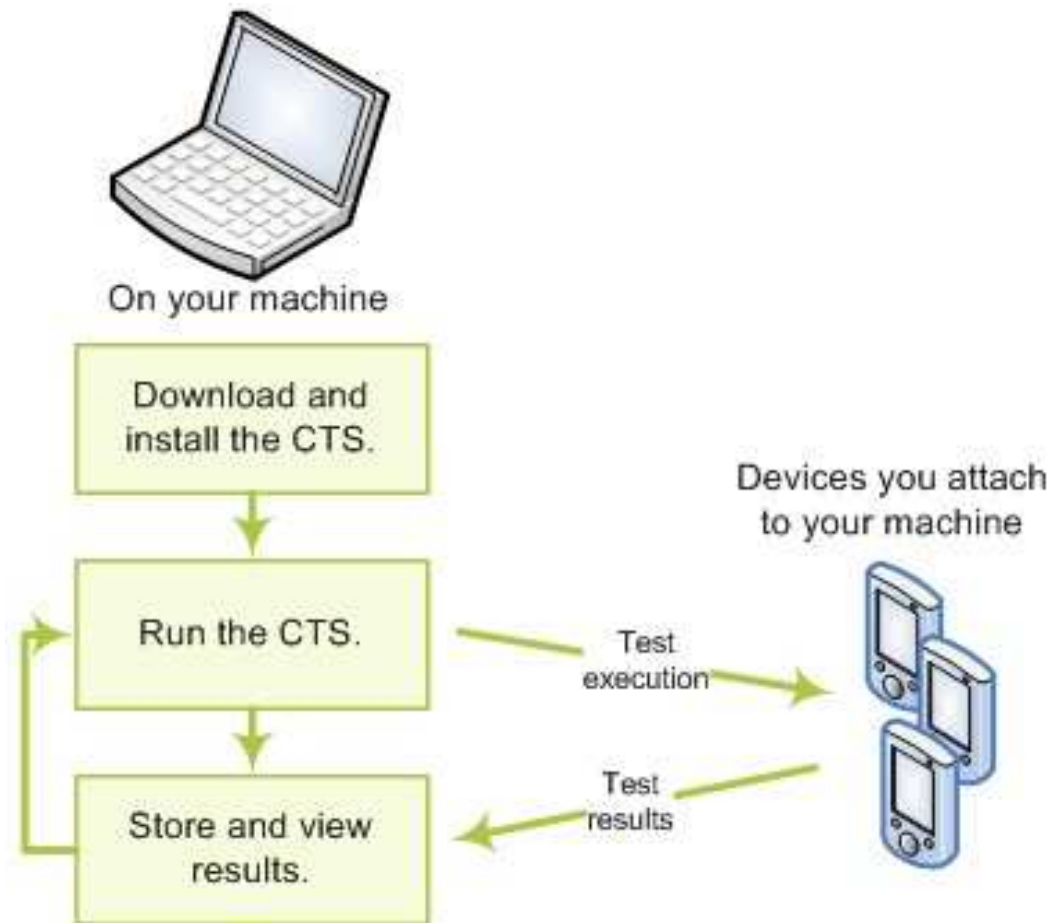 On your machine
Download and
install the CTS.
Devices you attach
to your machine
Run the CTS.
Test
execution
Test
results
Store and view
results.